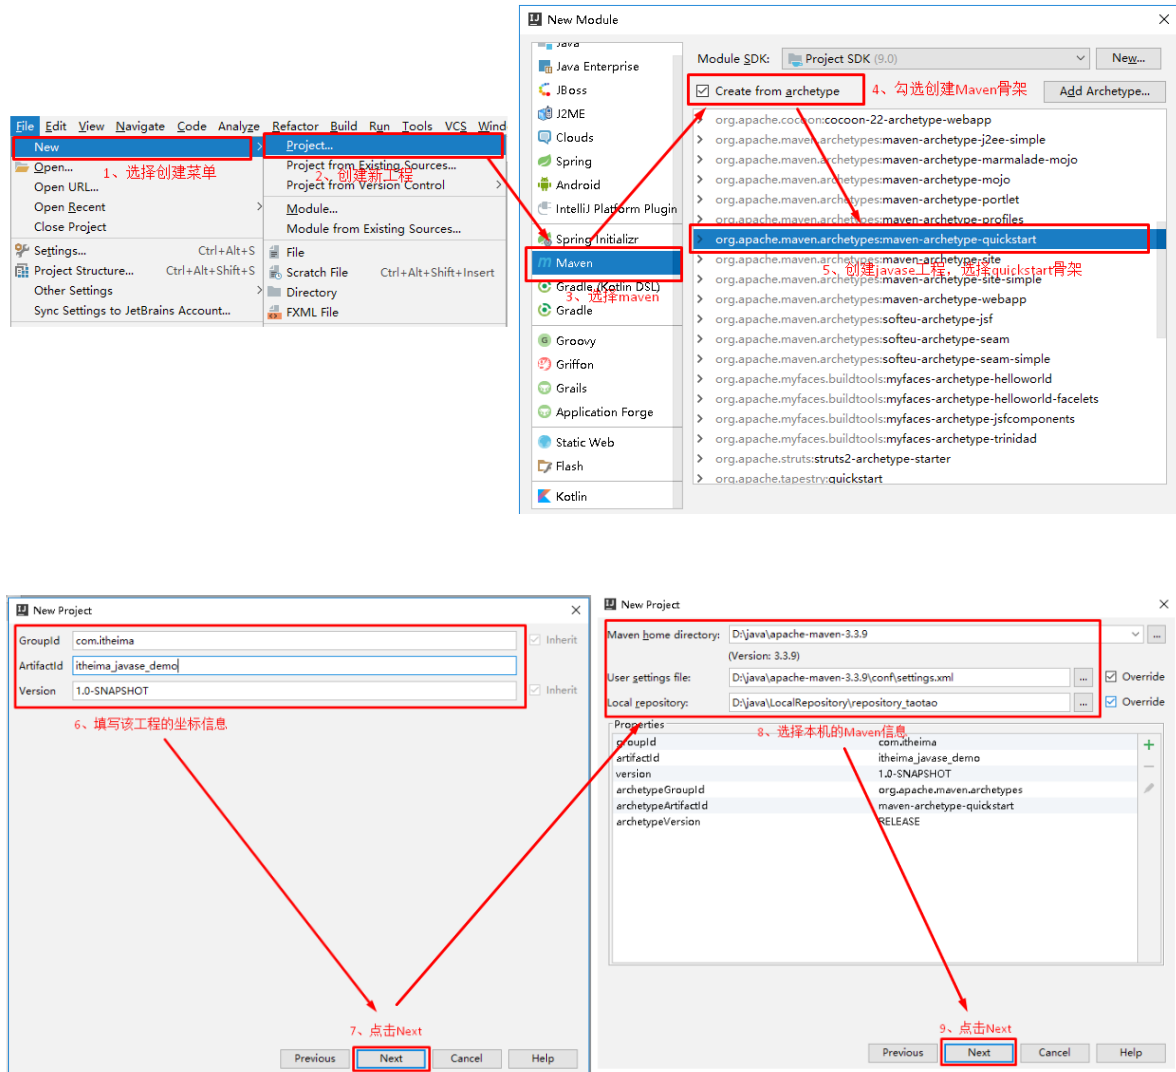 File Edit View Navigate Code Analyze Refactor Build Run Tools VCS Wind
New
Open...
1、选择创建菜单
Open URL...
Open Recent
Close Project
Settings... Ctrl+Alt+S
Project Structure... Ctrl+Alt+Shift+S
Other Settings
Sync Settings to JetBrains Account...
Project...
Project from Existing Sources...
2、创建新工程
Project from Version Control
Module...
Module from Existing Sources...
File
Scratch File Ctrl+Alt+Shift+Insert
Directory
FXML File
New Module
Java
Java Enterprise
JBoss
J2ME
Clouds
Spring
Android
IntelliJ Platform Plugin
Spring Initializr
Maven
Gradle (Kotlin DSL)
3、选择maven
Gradle
Groovy
Griffon
Grails
Application Forge
Static Web
Flash
Kotlin
Module SDK: Project SDK (9.0) New...
Create from archetype 4、勾选创建Maven骨架 Add Archetype...
org.apache.cocoon:cocoon-22-archetype-webapp
org.apache.maven.archetypes:maven-archetype-j2ee-simple
org.apache.maven.archetypes:maven-archetype-marmalade-mojo
org.apache.maven.archetypes:maven-archetype-mojo
org.apache.maven.archetypes:maven-archetype-portlet
org.apache.maven.archetypes:maven-archetype-profiles
org.apache.maven.archetypes:maven-archetype-quickstart
org.apache.maven.archetypes:maven-archetype-site
5、创建javase工程，选择quickstart骨架
org.apache.maven.archetypes:maven-archetype-site-simple
org.apache.maven.archetypes:maven-archetype-webapp
org.apache.maven.archetypes:softeu-archetype-jsf
org.apache.maven.archetypes:softeu-archetype-seam
org.apache.maven.archetypes:softeu-archetype-seam-simple
org.apache.myfaces.buildtools:myfaces-archetype-helloworld
org.apache.myfaces.buildtools:myfaces-archetype-helloworld-facelets
org.apache.myfaces.buildtools:myfaces-archetype-jsfcomponents
org.apache.myfaces.buildtools:myfaces-archetype-trinidad
org.apache.struts:struts2-archetype-starter
org.apache.tapestry:quickstart
New Project
GroupId com.itheima Inherit
ArtifactId itheima_javase_demo
Version 1.0-SNAPSHOT Inherit
6、填写该工程的坐标信息
7、点击Next
Previous Next Cancel Help
New Project
Maven home directory: D:\java\apache-maven-3.3.9 ...
(Version: 3.3.9)
User settings file: D:\java\apache-maven-3.3.9\conf\settings.xml ... Override
Local repository: D:\java\LocalRepository\repository_taotao ... Override
Properties
8、选择本机的Maven信息
groupId com.itheima
artifactId itheima_javase_demo
version 1.0-SNAPSHOT
archetypeGroupId org.apache.maven.archetypes
archetypeArtifactId maven-archetype-quickstart
archetypeVersion RELEASE
9、点击Next
Previous Next Cancel Help